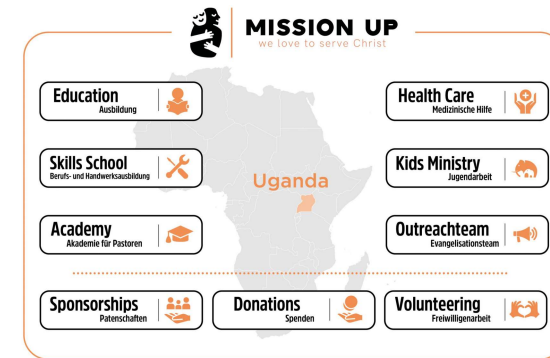 MISSION UP
we love to serve Christ
Education
Ausbildung
Health Care
Medizinische Hilfe
Skills School
Berufs- und Handwerksausbildung
Kids Ministry
Jugendarbeit
Uganda
Academy
Akademie für Pastoren
Outreachteam
Evangelisationsteam
Sponsorships
Patenschaften
Donations
Spenden
Volunteering
Freiwilligenarbeit